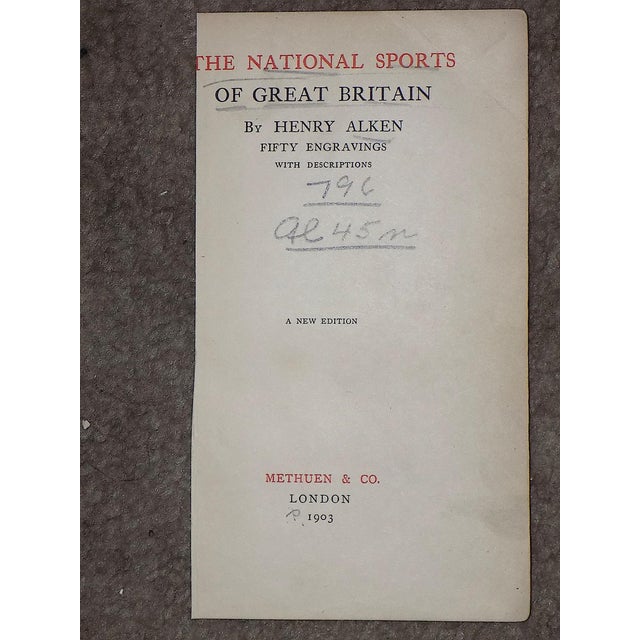 THE NATIONAL SPORTS
OF GREAT BRITAIN
BY HENRY ALKEN
FIFTY ENGRAVINGS
WITH DESCRIPTIONS
796
Al 45n
A NEW EDITION
METHUEN & CO.
LONDON
1903